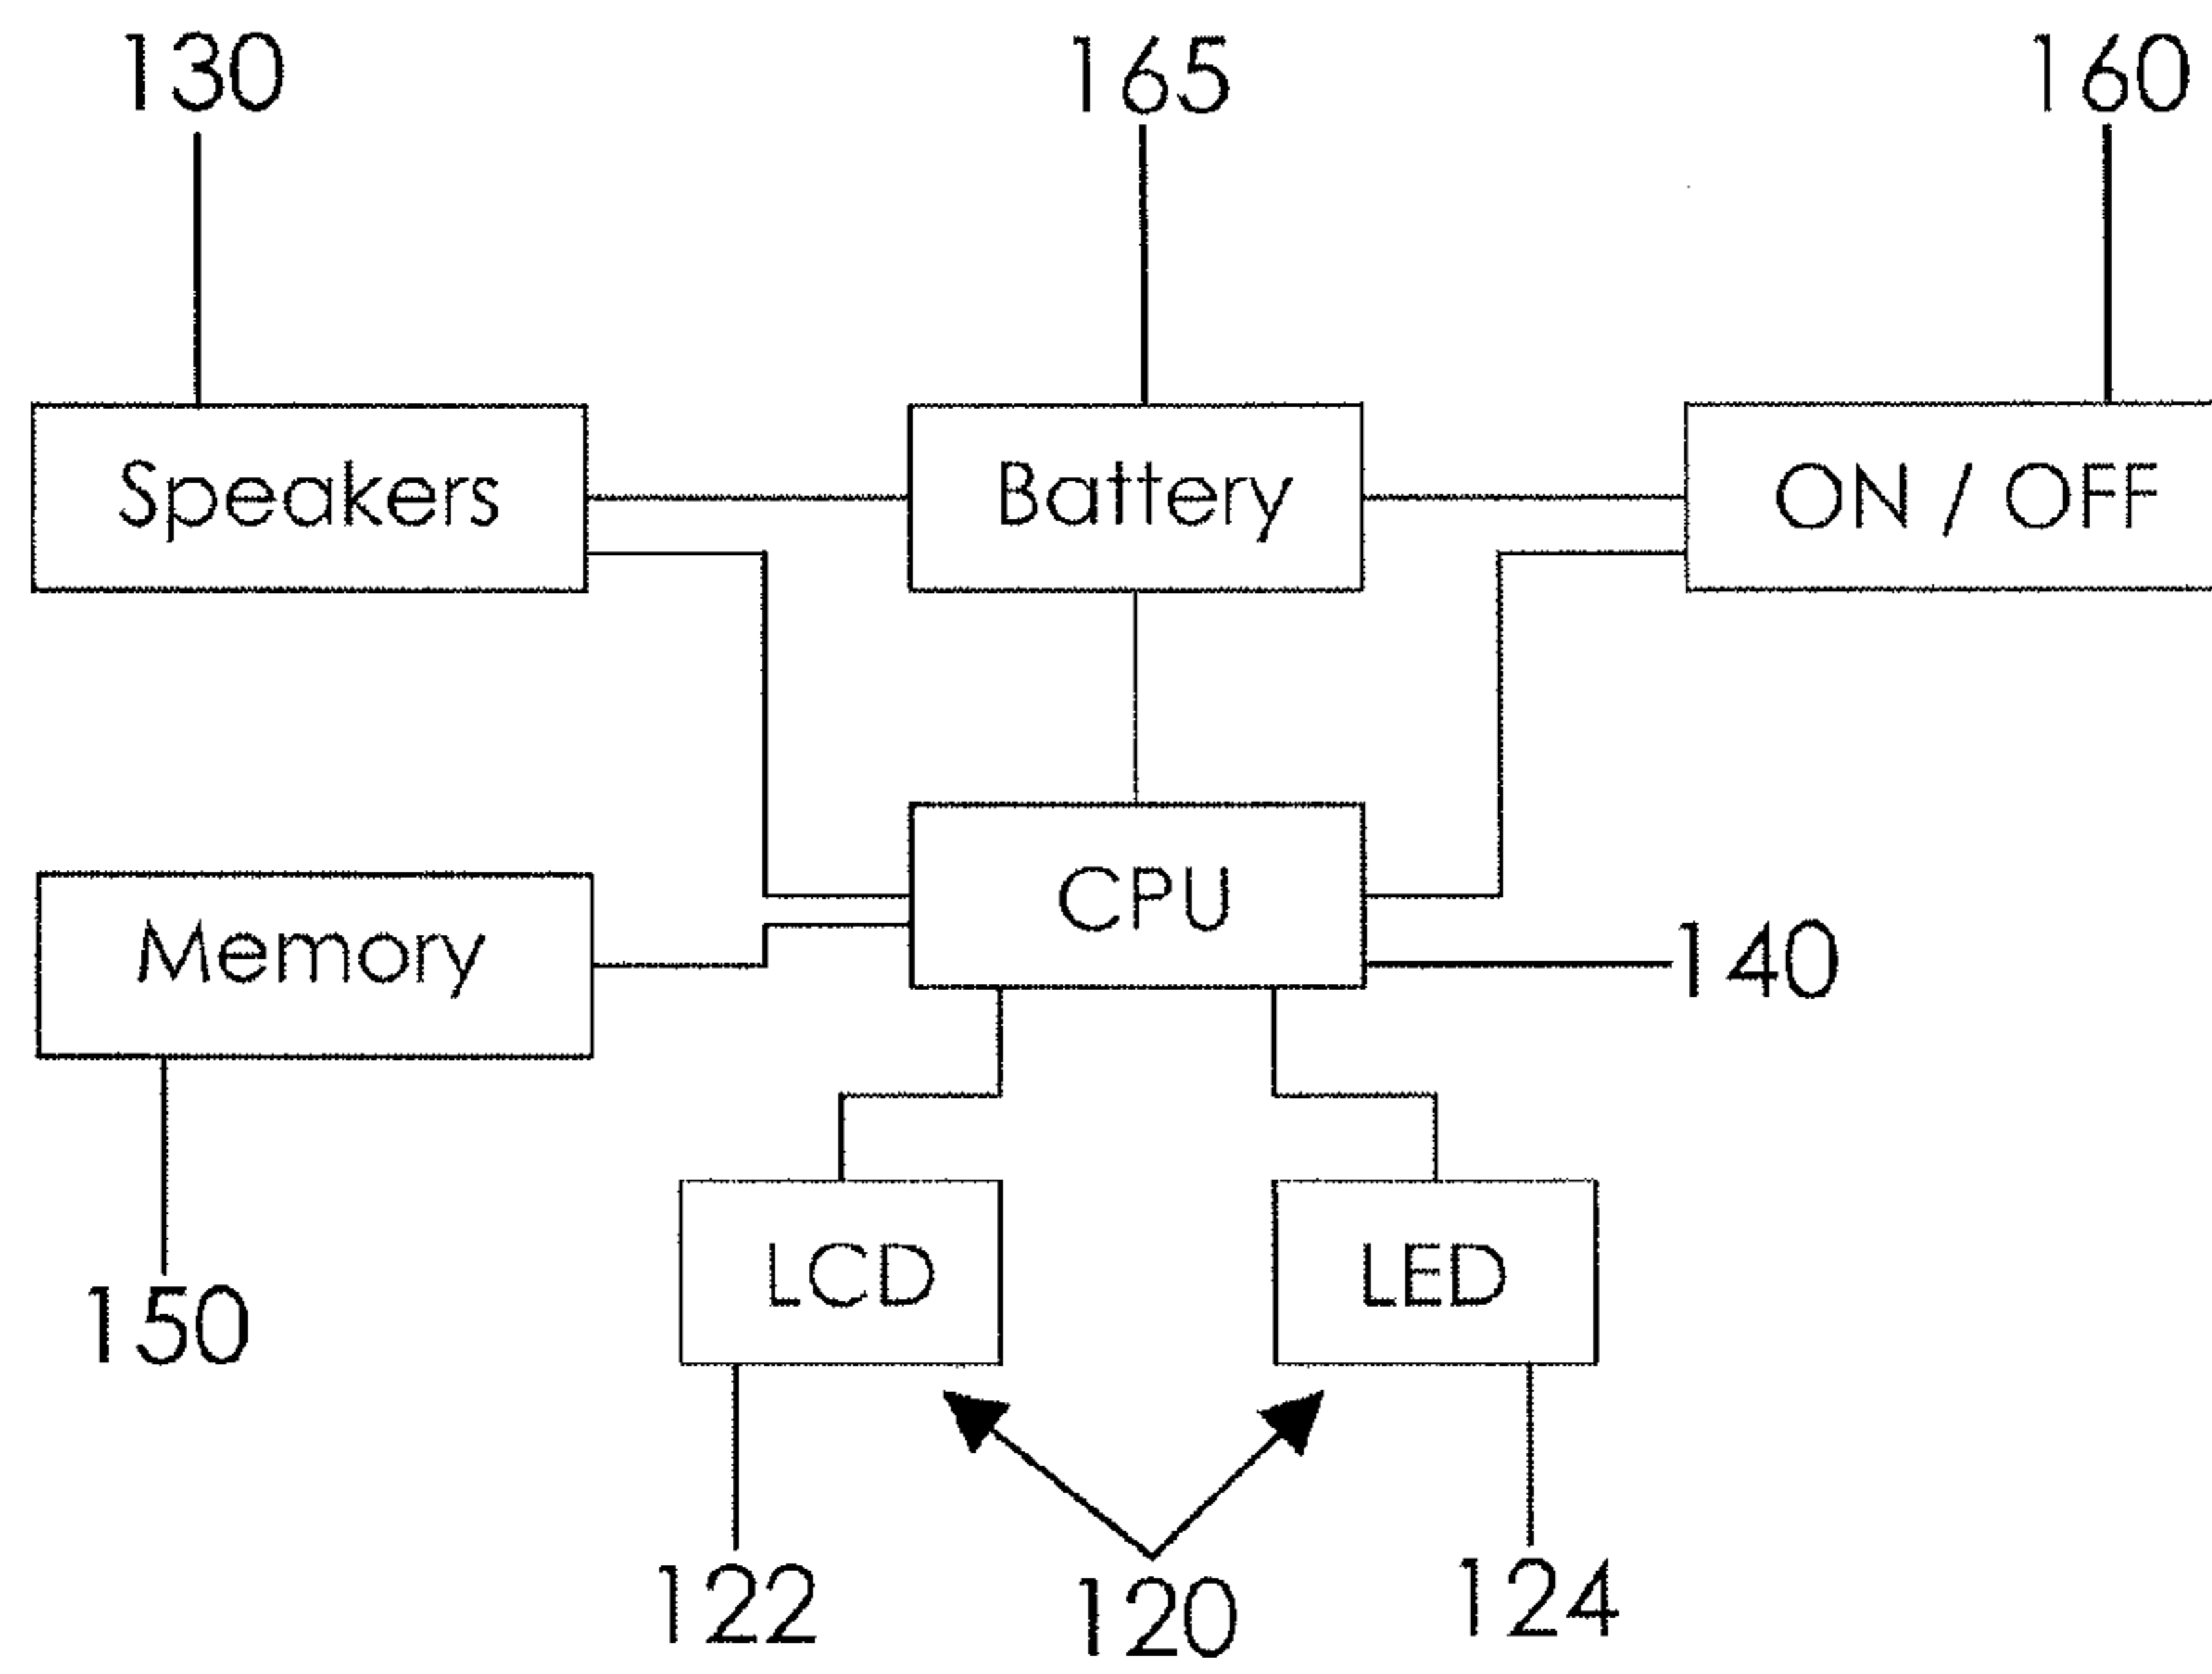 130
165
160
Speakers
Battery
ON / OFF
CPU
Memory
140
LCD
LED
150
122
120
124